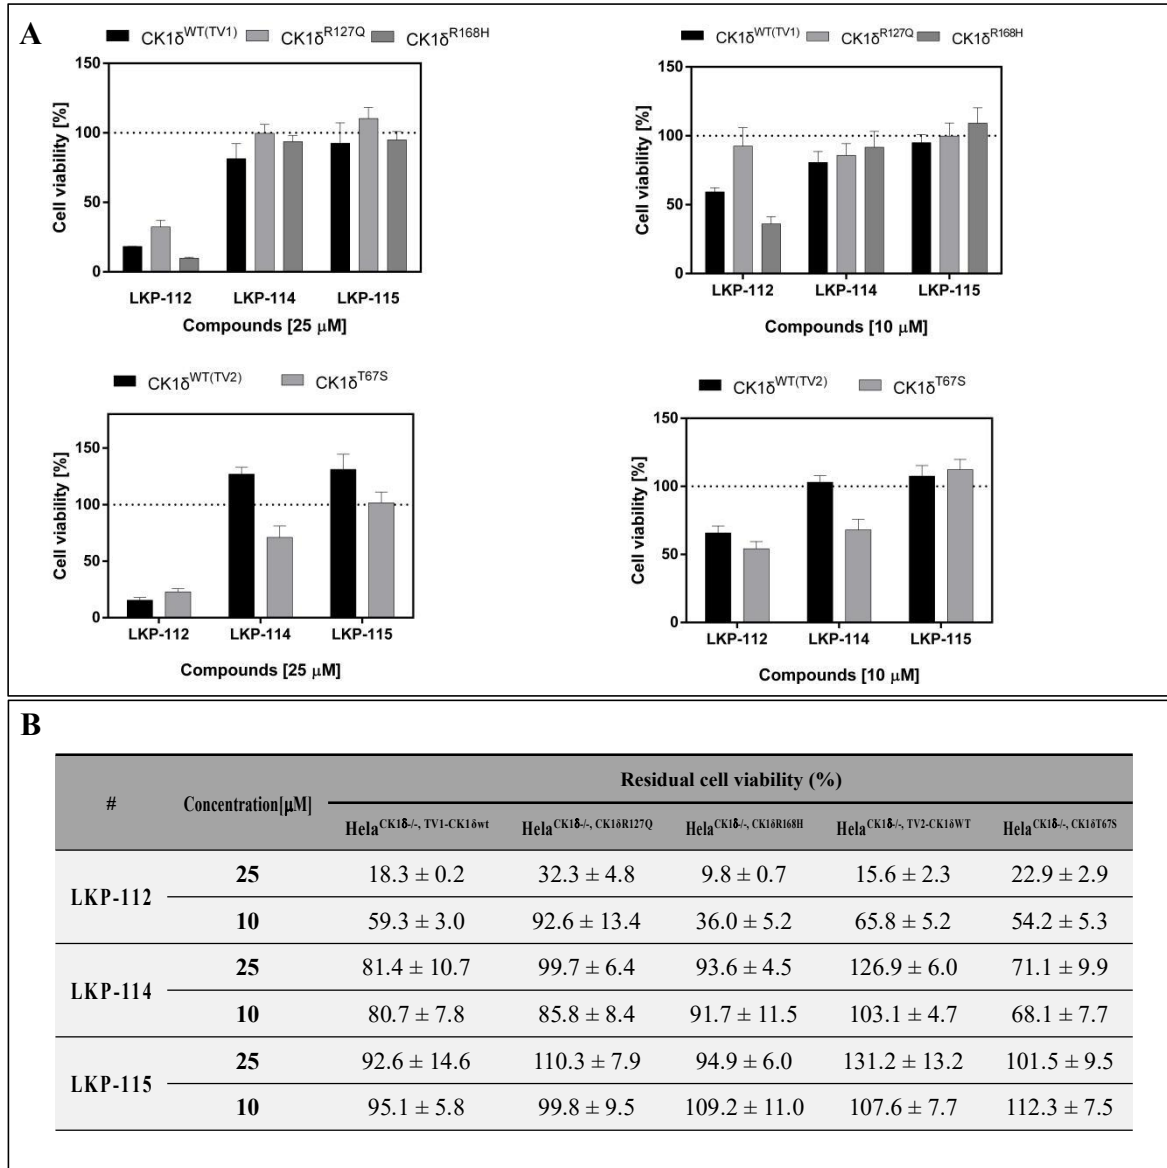 A
CK1δWT(TV1) CK1δR127Q CK1δR168H
Cell viability [%]
150
100
50
0
LKP-112 LKP-114 LKP-115
Compounds [25 μM]
CK1δWT(TV1) CK1δR127Q CK1δR168H
Cell viability [%]
150
100
50
0
LKP-112 LKP-114 LKP-115
Compounds [10 μM]
CK1δWT(TV2) CK1δT67S
Cell viability [%]
150
100
50
0
LKP-112 LKP-114 LKP-115
Compounds [25 μM]
CK1δWT(TV2) CK1δT67S
Cell viability [%]
150
100
50
0
LKP-112 LKP-114 LKP-115
Compounds [10 μM]
B
# Concentration[μM] Residual cell viability (%)
HelaCK1δ-/-, TV1-CK1δwt HelaCK1δ-/-, CK1δR127Q HelaCK1δ-/-, CK1δR168H HelaCK1δ-/-, TV2-CK1δWT HelaCK1δ-/-, CK1δT67S
LKP-112 25 18.3 ± 0.2 32.3 ± 4.8 9.8 ± 0.7 15.6 ± 2.3 22.9 ± 2.9
10 59.3 ± 3.0 92.6 ± 13.4 36.0 ± 5.2 65.8 ± 5.2 54.2 ± 5.3
LKP-114 25 81.4 ± 10.7 99.7 ± 6.4 93.6 ± 4.5 126.9 ± 6.0 71.1 ± 9.9
10 80.7 ± 7.8 85.8 ± 8.4 91.7 ± 11.5 103.1 ± 4.7 68.1 ± 7.7
LKP-115 25 92.6 ± 14.6 110.3 ± 7.9 94.9 ± 6.0 131.2 ± 13.2 101.5 ± 9.5
10 95.1 ± 5.8 99.8 ± 9.5 109.2 ± 11.0 107.6 ± 7.7 112.3 ± 7.5